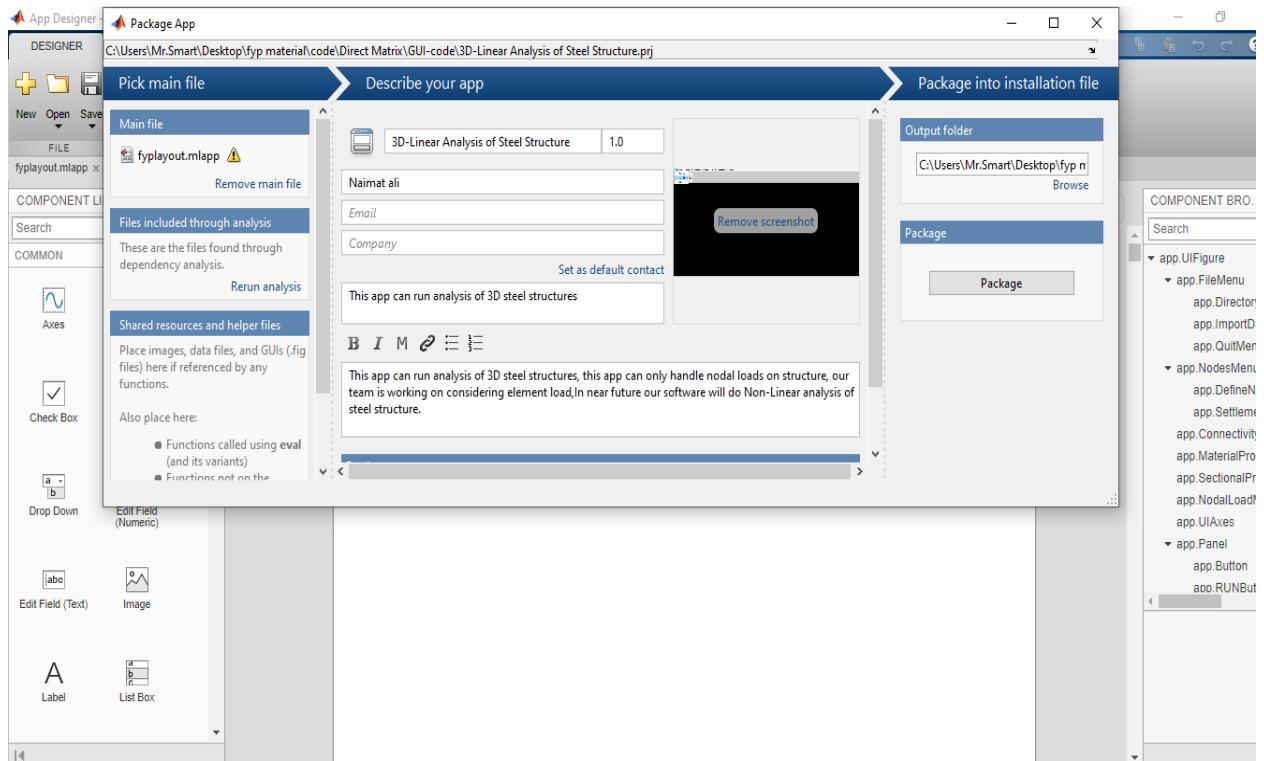 App Designer -
Package App
DESIGNER
C:\Users\Mr.Smart\Desktop\fyp material\code\Direct Matrix\GUI-code\3D-Linear Analysis of Steel Structure.prj
New Open Save
FILE
fyplayout.mlapp ×
COMPONENT LI
Search
COMMON
Axes
Check Box
a
b
Drop Down
Edit Field
(Numeric)
abc
Edit Field (Text)
Image
A
Label
a
b
c
List Box
Pick main file
Main file
fyplayout.mlapp
Remove main file
Files included through analysis
These are the files found through
dependency analysis.
Rerun analysis
Shared resources and helper files
Place images, data files, and GUIs (.fig
files) here if referenced by any
functions.
Also place here:
Functions called using eval
(and its variants)
Functions not on the
Describe your app
3D-Linear Analysis of Steel Structure 1.0
Naimat ali
Email
Company
Set as default contact
Remove screenshot
This app can run analysis of 3D steel structures
B I M
This app can run analysis of 3D steel structures, this app can only handle nodal loads on structure, our
team is working on considering element load,In near future our software will do Non-Linear analysis of
steel structure.
Package into installation file
Output folder
C:\Users\Mr.Smart\Desktop\fyp n
Browse
Package
Package
COMPONENT BRO..
Search
app.UIFigure
app.FileMenu
app.Directory
app.ImportD
app.QuitMen
app.NodesMenu
app.DefineN
app.Settleme
app.Connectivity
app.MaterialPro
app.SectionalPr
app.NodalLoadM
app.UIAxes
app.Panel
app.Button
app.RUNBut